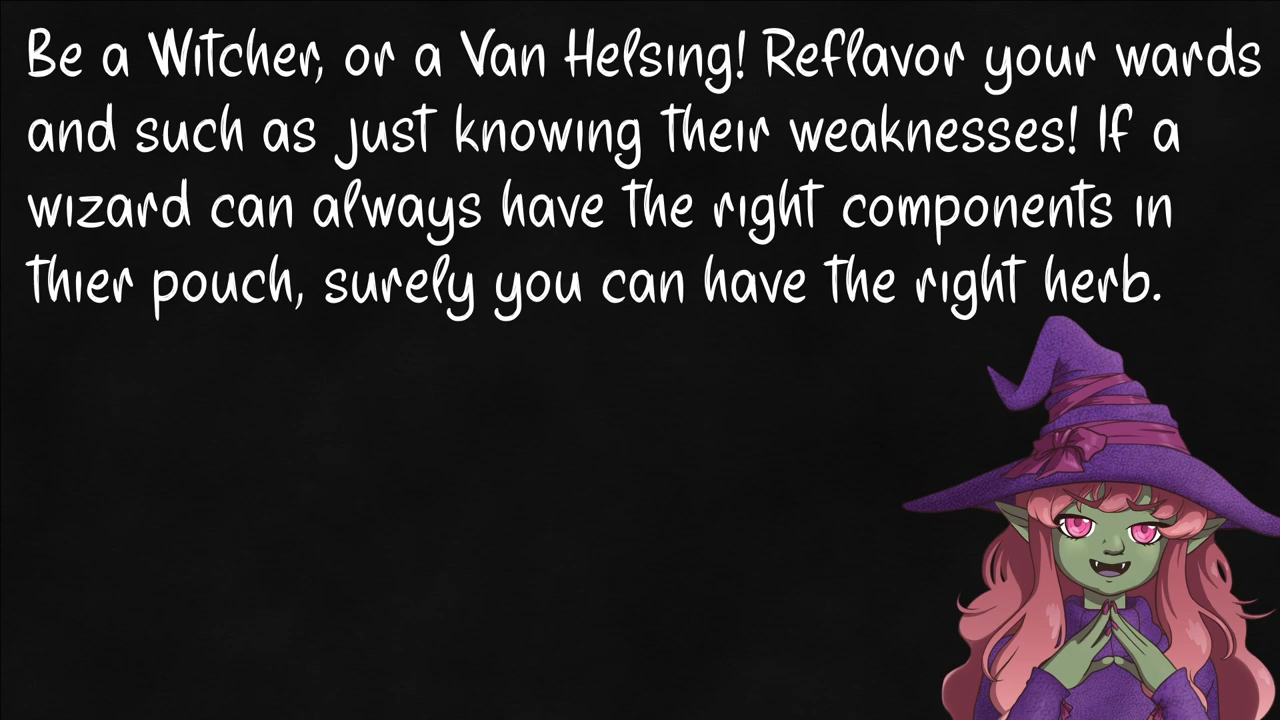 Be a Witcher, or a Van Helsing! Reflavor your wards
and such as just knowing their weaknesses! If a
wizard can always have the right components in
thier pouch, surely you can have the right herb.